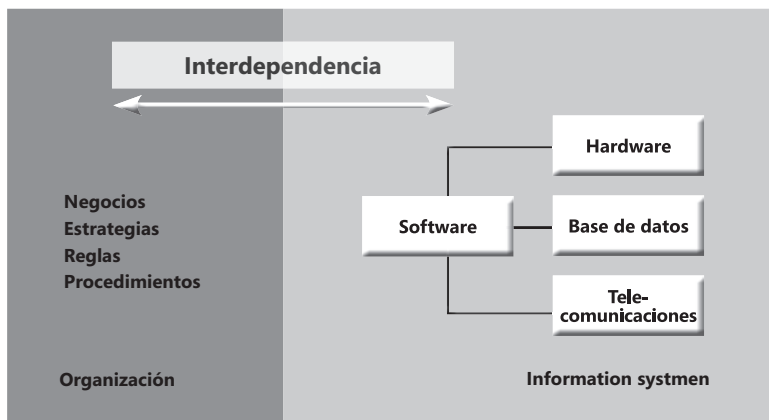 Interdependencia
Negocios
Estrategias
Reglas
Procedimientos
Software
Hardware
Base de datos
Tele-
comunicaciones
Organización
Information systmen